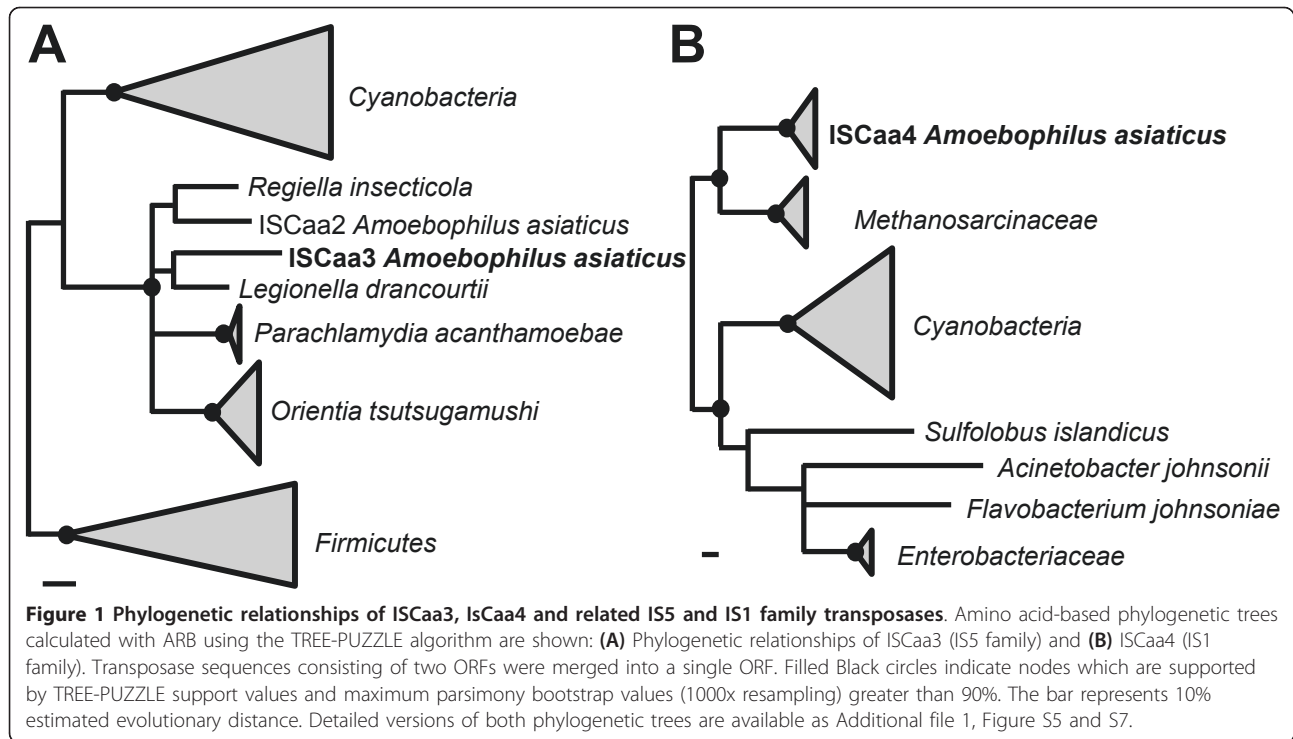 A
Cyanobacteria
Regiella insecticola
ISCaa2 Amoebophilus asiaticus
ISCaa3 Amoebophilus asiaticus
Legionella drancourtii
Parachlamydia acanthamoebae
Orientia tsutsugamushi
Firmicutes
B
ISCaa4 Amoebophilus asiaticus
Methanosarcinaceae
Cyanobacteria
Sulfolobus islandicus
Acinetobacter johnsonii
Flavobacterium johnsoniae
Enterobacteriaceae
Figure 1 Phylogenetic relationships of ISCaa3, IsCaa4 and related IS5 and IS1 family transposases. Amino acid-based phylogenetic trees
calculated with ARB using the TREE-PUZZLE algorithm are shown: (A) Phylogenetic relationships of ISCaa3 (IS5 family) and (B) ISCaa4 (IS1
family). Transposase sequences consisting of two ORFs were merged into a single ORF. Filled Black circles indicate nodes which are supported
by TREE-PUZZLE support values and maximum parsimony bootstrap values (1000x resampling) greater than 90%. The bar represents 10%
estimated evolutionary distance. Detailed versions of both phylogenetic trees are available as Additional file 1, Figure S5 and S7.